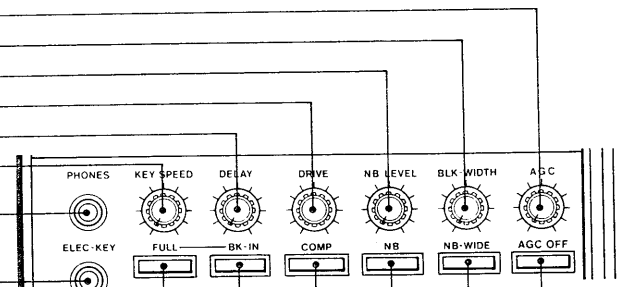 PHONES KEY SPEED DELAY DRIVE NB LEVEL BLK-WIDTH AGC
ELEC-KEY FULL BK-IN COMP NB NB-WIDE AGC OFF